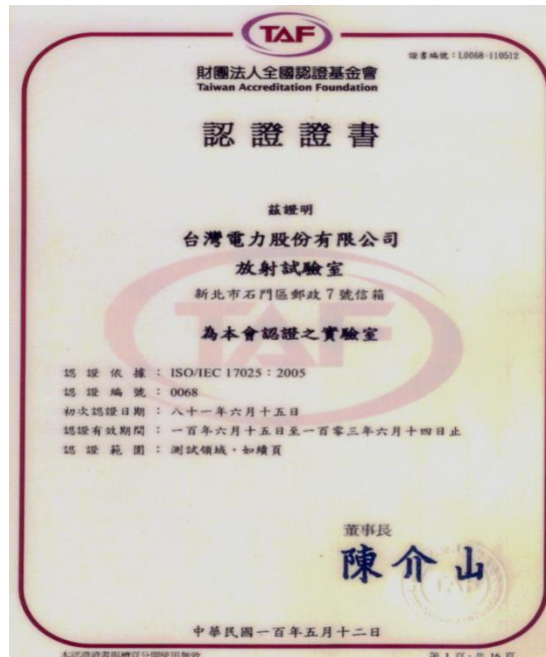 TAF
證書編號：L0068-110512
財團法人全國認證基金會
Taiwan Accreditation Foundation
認證證書
茲證明
台灣電力股份有限公司
放射試驗室
新北市石門區郵政7號信箱
為本會認證之實驗室
認證依據：ISO/IEC 17025：2005
認證編號：0068
初次認證日期：八十一年六月十五日
認證有效期間：一百年六月十五日至一百零三年六月十四日止
認證範圍：測試領域，如續頁
董事長
陳介山
中華民國一百年五月十二日
第1頁，共16頁